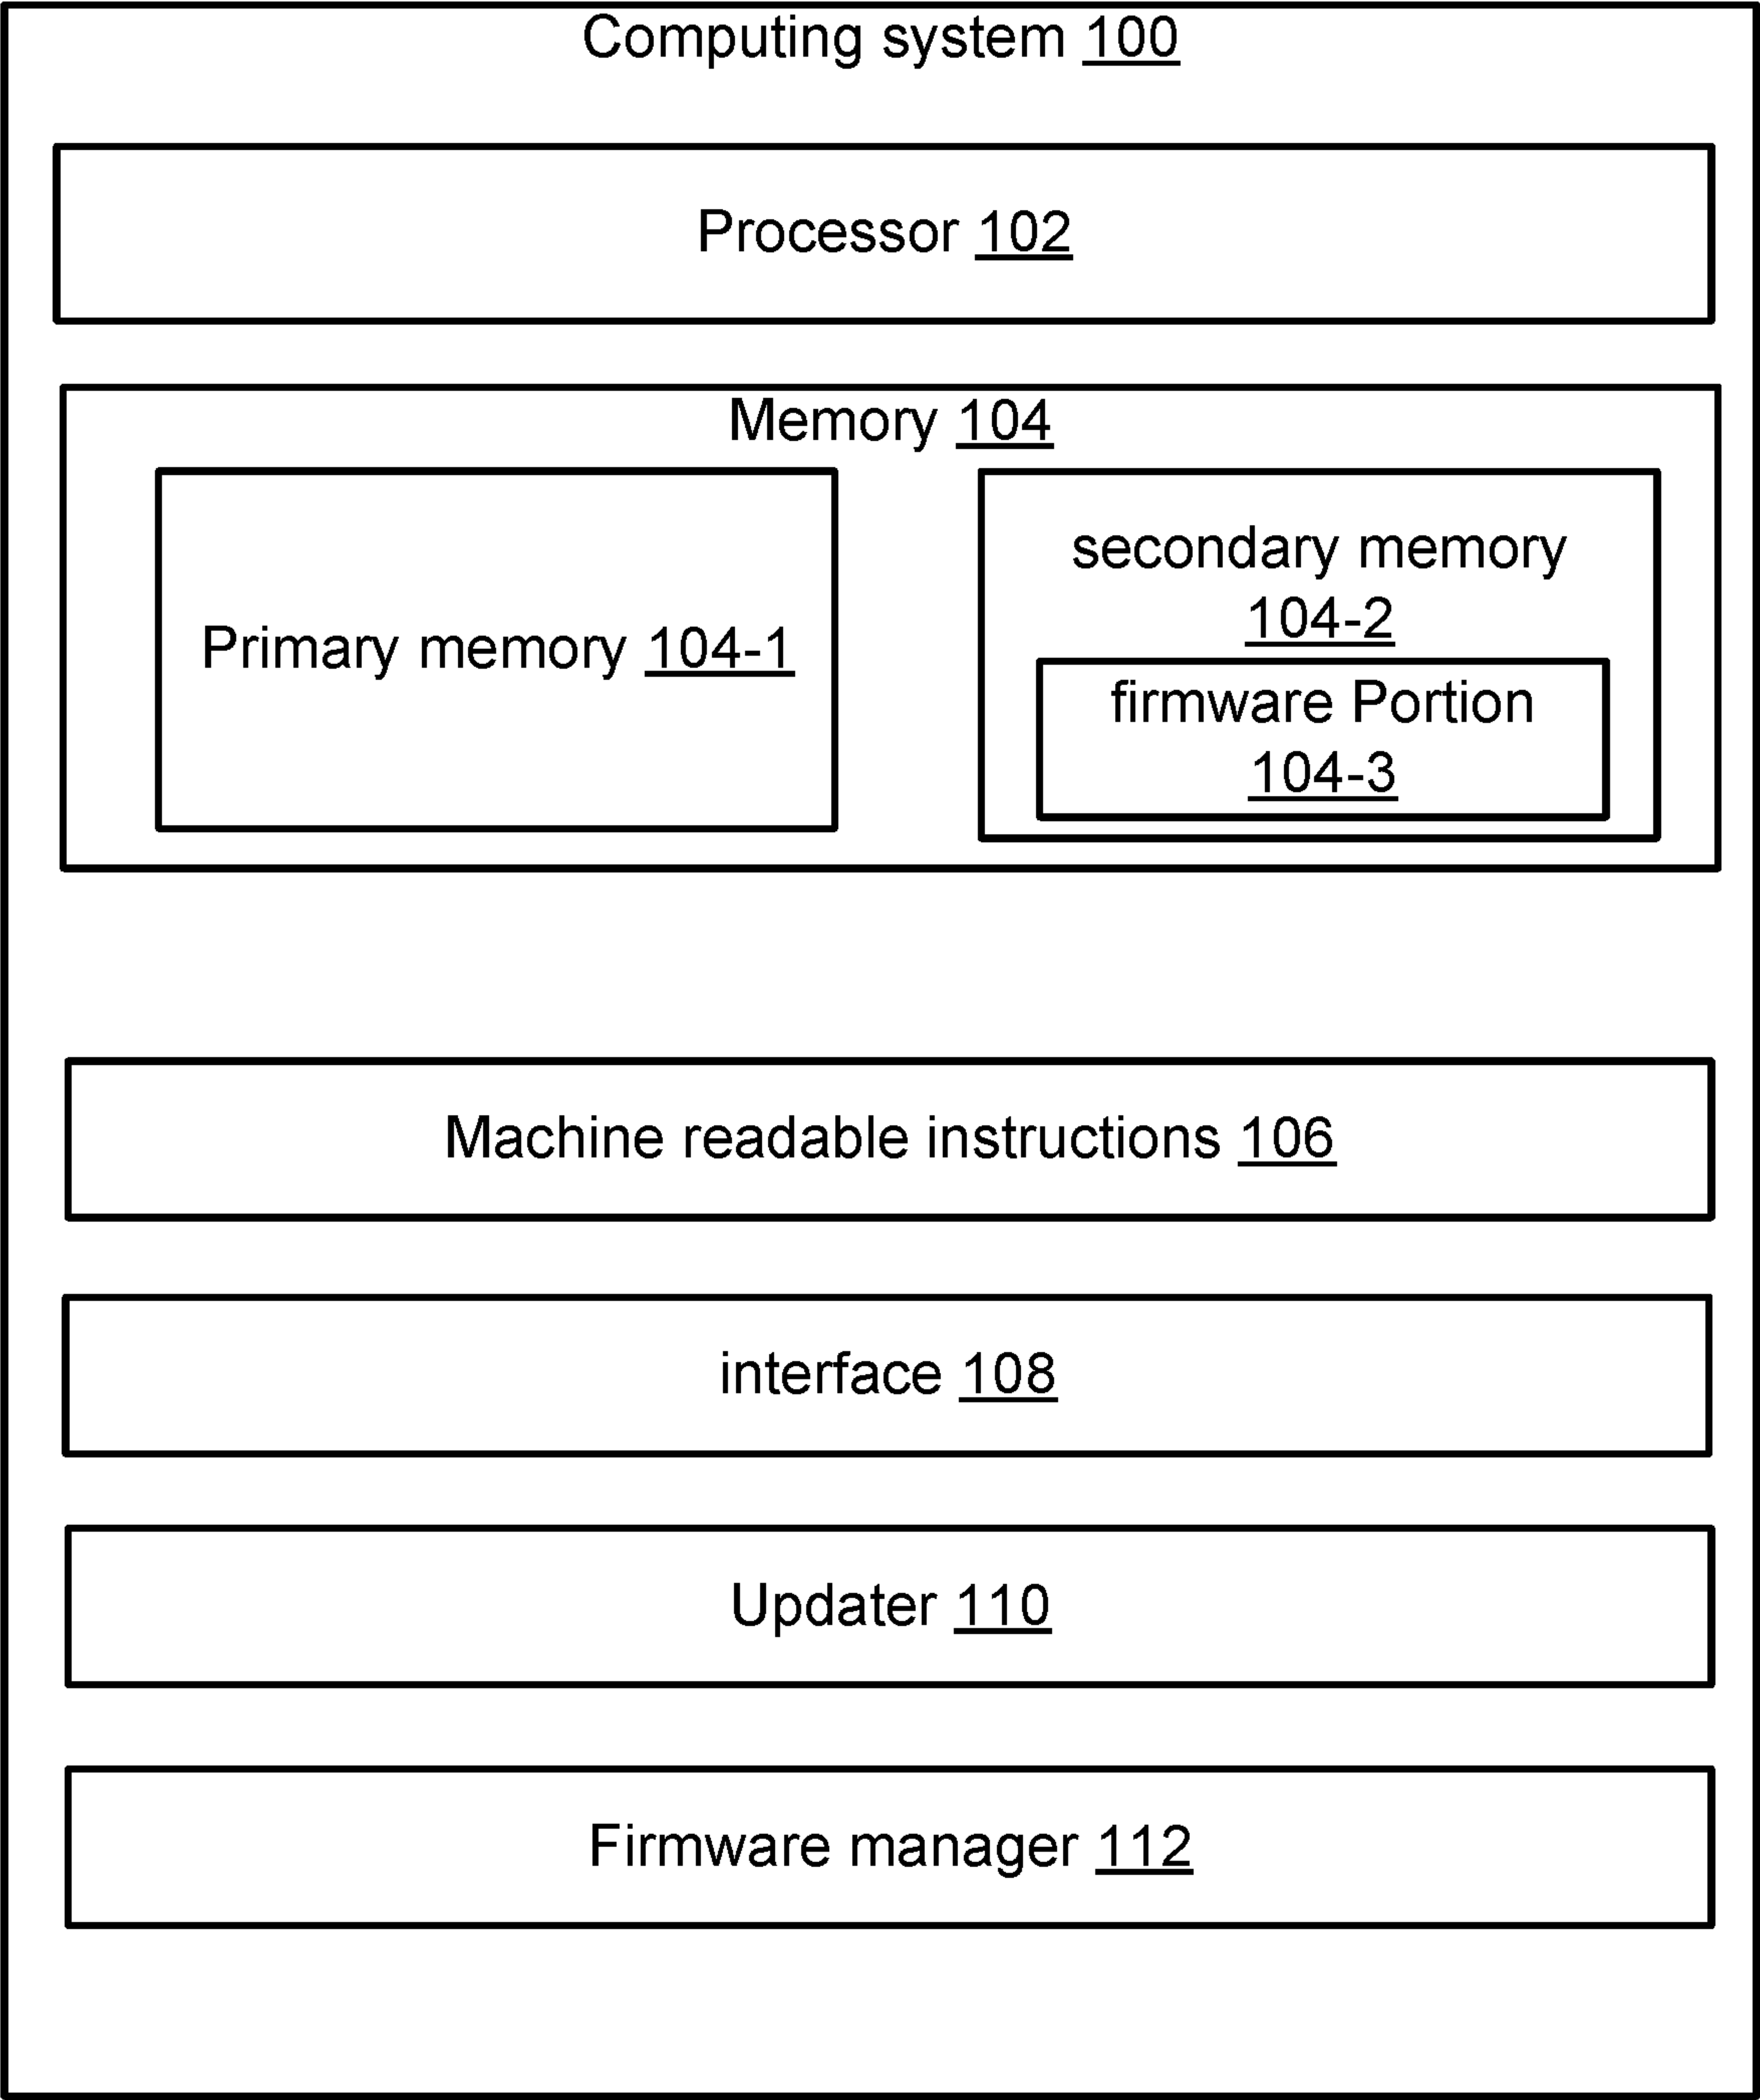 Computing system 100
Processor 102
Memory 104
Primary memory 104-1
secondary memory
104-2
firmware Portion
104-3
Machine readable instructions 106
interface 108
Updater 110
Firmware manager 112